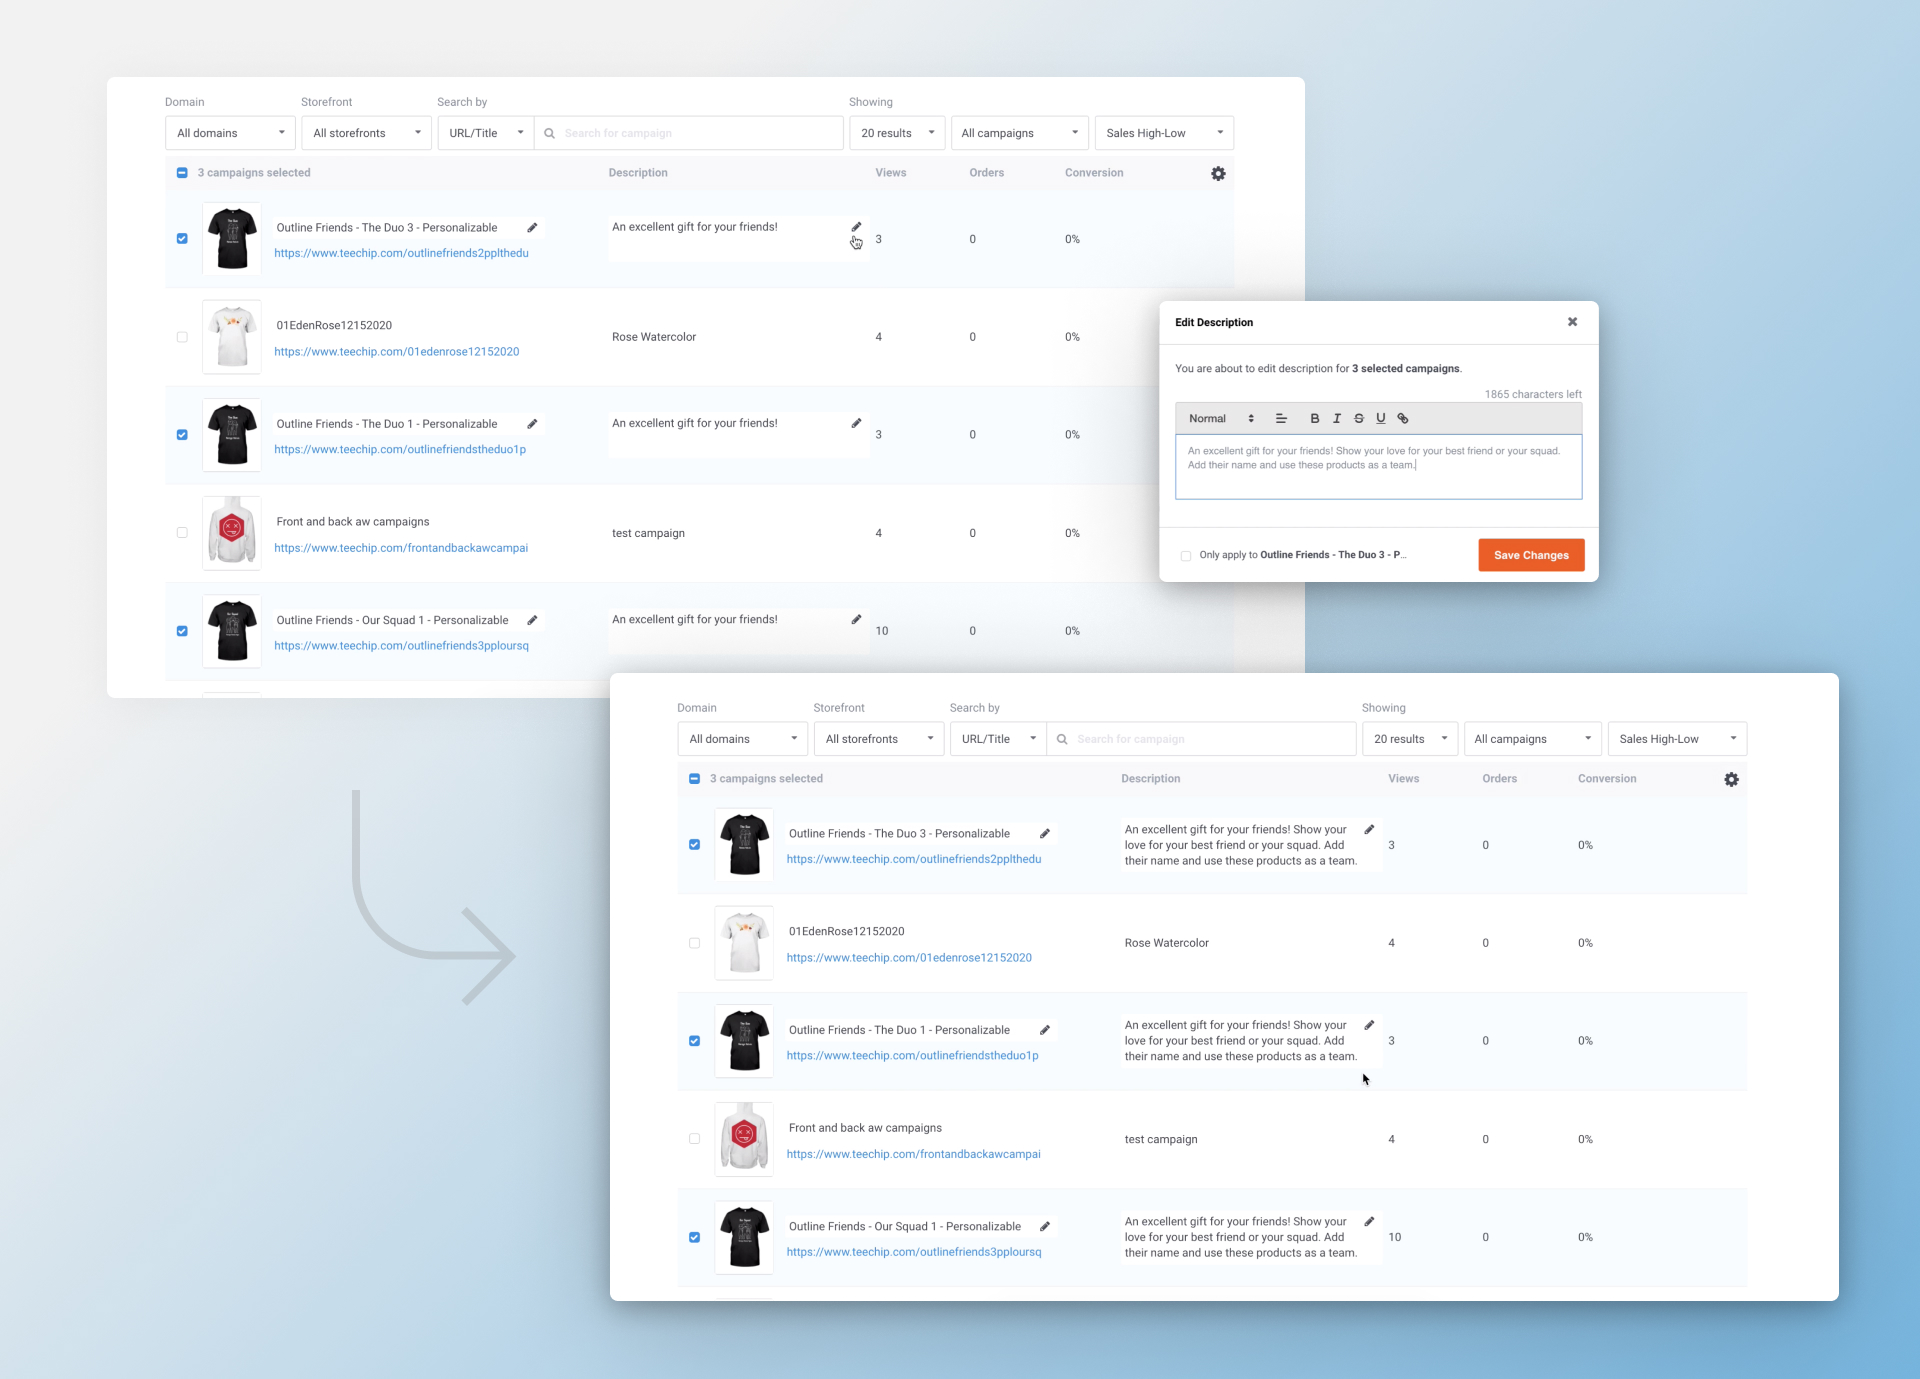 Domain
Storefront
Search by
Showing
All domains
All storefronts
URL/Title
Search for campaign
20 results
All campaigns
Sales High-Low
3 campaigns selected
Description
Views
Orders
Conversion
Outline Friends - The Duo 3 - Personalizable
https://www.teechip.com/outlinefriends2pplthedu
An excellent gift for your friends!
3
0
0%
01EdenRose12152020
https://www.teechip.com/01edenrose12152020
Rose Watercolor
4
0
0%
Outline Friends - The Duo 1 - Personalizable
https://www.teechip.com/outlinefriendstheduo1p
An excellent gift for your friends!
3
0
0%
Front and back aw campaigns
https://www.teechip.com/frontandbackawcampai
test campaign
4
0
0%
Outline Friends - Our Squad 1 - Personalizable
https://www.teechip.com/outlinefriends3pploursq
An excellent gift for your friends!
10
0
0%
Edit Description
You are about to edit description for 3 selected campaigns.
1865 characters left
Normal
B I S U
An excellent gift for your friends! Show your love for your best friend or your squad.
Add their name and use these products as a team.
Only apply to Outline Friends - The Duo 3 - P...
Save Changes
Domain
Storefront
Search by
Showing
All domains
All storefronts
URL/Title
Search for campaign
20 results
All campaigns
Sales High-Low
3 campaigns selected
Description
Views
Orders
Conversion
Outline Friends - The Duo 3 - Personalizable
https://www.teechip.com/outlinefriends2pplthedu
An excellent gift for your friends! Show your
love for your best friend or your squad. Add
their name and use these products as a team.
3
0
0%
01EdenRose12152020
https://www.teechip.com/01edenrose12152020
Rose Watercolor
4
0
0%
Outline Friends - The Duo 1 - Personalizable
https://www.teechip.com/outlinefriendstheduo1p
An excellent gift for your friends! Show your
love for your best friend or your squad. Add
their name and use these products as a team.
3
0
0%
Front and back aw campaigns
https://www.teechip.com/frontandbackawcampai
test campaign
4
0
0%
Outline Friends - Our Squad 1 - Personalizable
https://www.teechip.com/outlinefriends3pploursq
An excellent gift for your friends! Show your
love for your best friend or your squad. Add
their name and use these products as a team.
10
0
0%